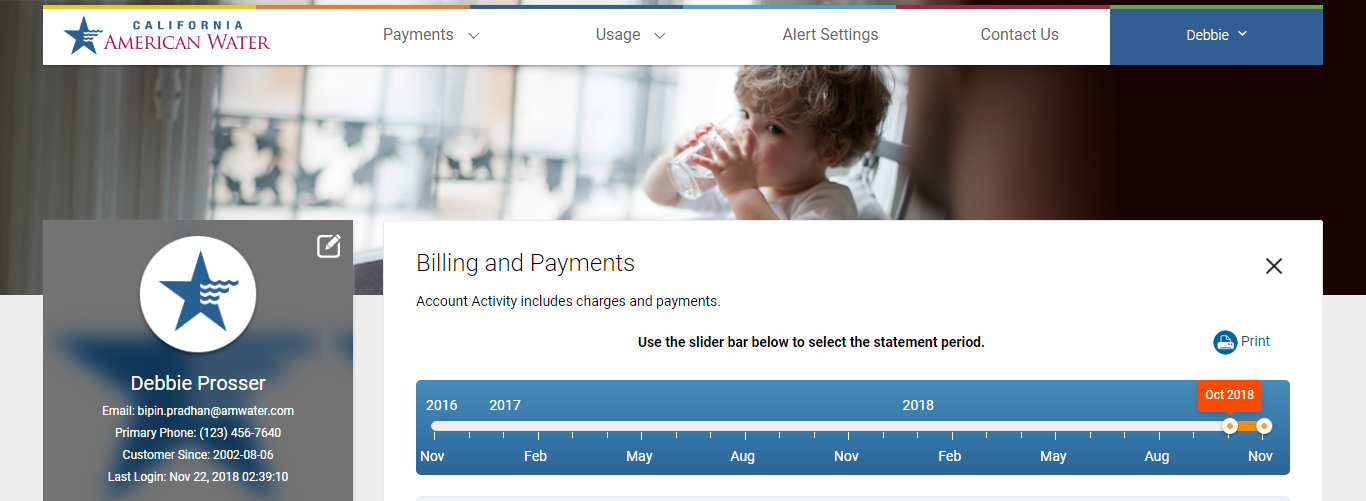 CALIFORNIA
AMERICAN WATER
Payments
Usage
Alert Settings
Contact Us
Debbie
Debbie Prosser
Email: bipin.pradhan@amwater.com
Primary Phone: (123) 456-7640
Customer Since: 2002-08-06
Last Login: Nov 22, 2018 02:39:10
Billing and Payments
Account Activity includes charges and payments.
Use the slider bar below to select the statement period.
Print
Oct 2018
2016 2017 2018
Nov Feb May Aug Nov Feb May Aug Nov